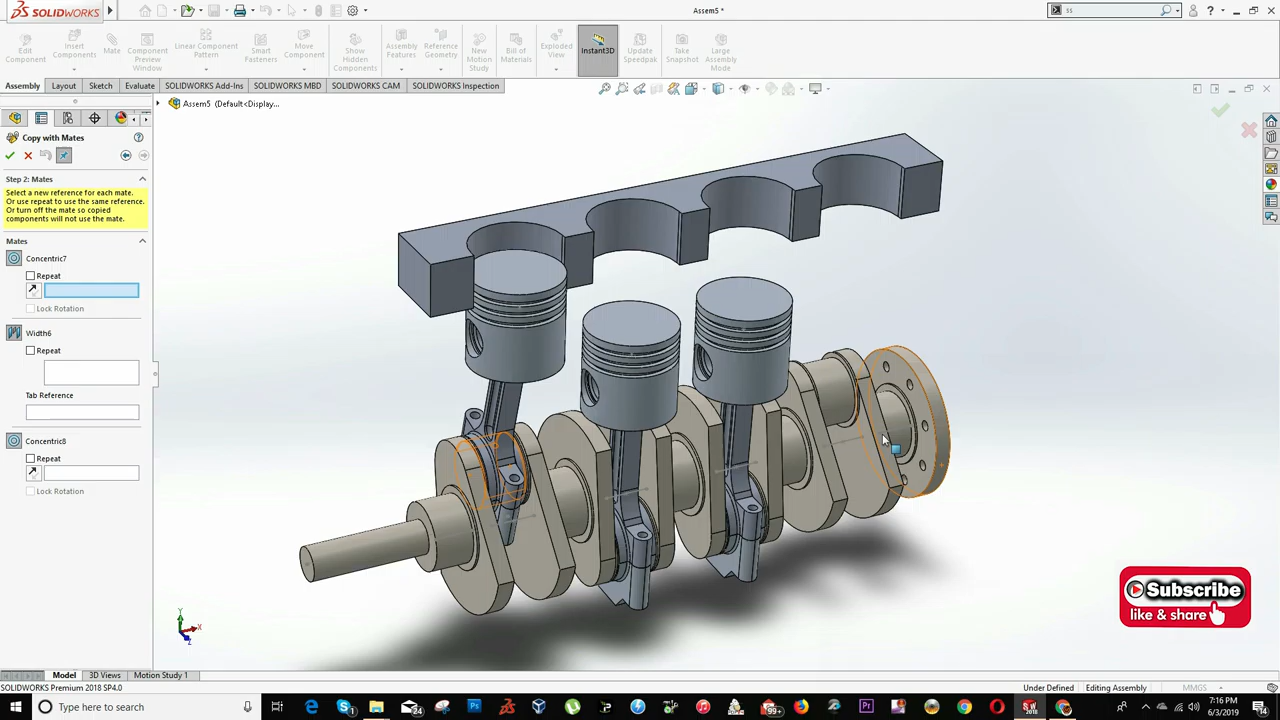 SOLIDWORKS
Assem5 *
ss
Edit Component
Insert Components
Mate
Component Preview Window
Linear Component Pattern
Smart Fasteners
Move Component
Show Hidden Components
Assembly Features
Reference Geometry
New Motion Study
Bill of Materials
Exploded View
Instant3D
Update Speedpak
Take Snapshot
Large Assembly Mode
Assembly Layout Sketch Evaluate SOLIDWORKS Add-Ins SOLIDWORKS MBD SOLIDWORKS CAM SOLIDWORKS Inspection
Assem5 (Default<Display...
Copy with Mates
Step 2: Mates
Select a new reference for each mate.
Or use repeat to use the same reference.
Or turn off the mate so copied
components will not use the mate.
Mates
Concentric7
Repeat
Lock Rotation
Width6
Repeat
Tab Reference
Concentric8
Repeat
Lock Rotation
Y
X
Z
Subscribe
like & share
Model 3D Views Motion Study 1
SOLIDWORKS Premium 2018 SP4.0
Under Defined Editing Assembly MMGS
Type here to search
24
99+
7:16 PM
6/3/2019